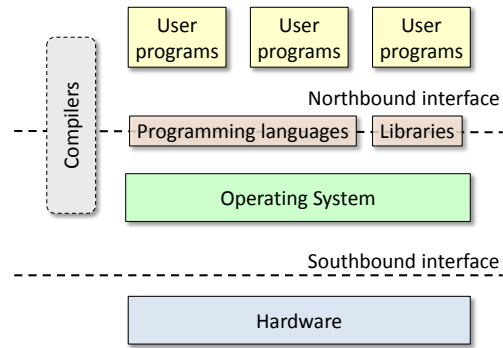 User programs
User programs
User programs
Compilers
Northbound interface
Programming languages
Libraries
Operating System
Southbound interface
Hardware